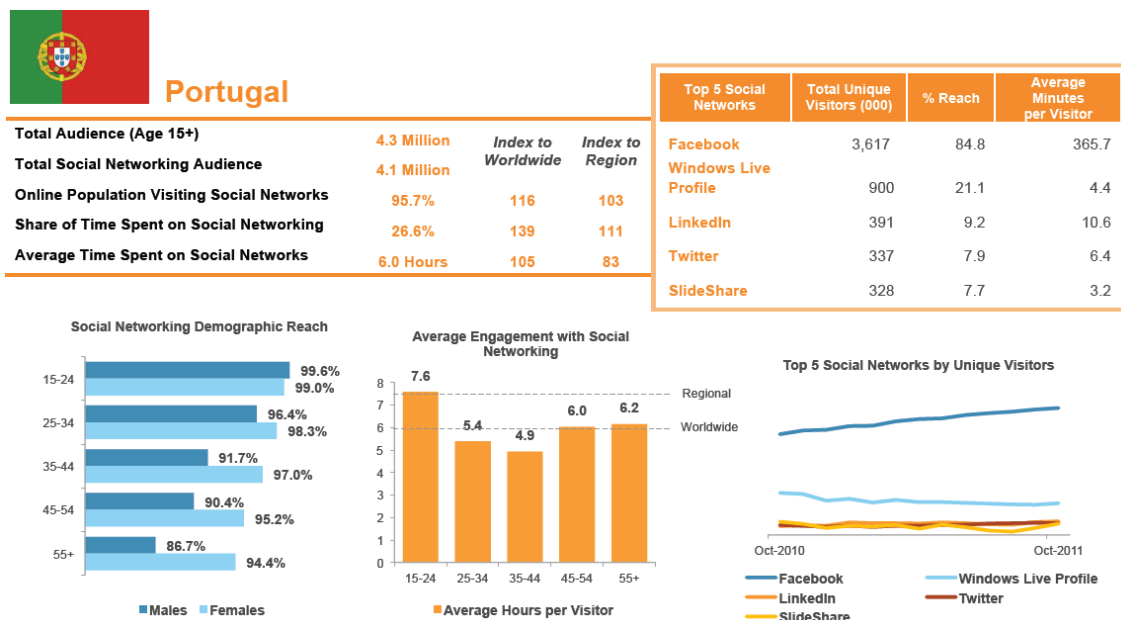 Portugal
Total Audience (Age 15+) 4.3 Million
Index to Worldwide
Index to Region
Total Social Networking Audience 4.1 Million
Online Population Visiting Social Networks 95.7% 116 103
Share of Time Spent on Social Networking 26.6% 139 111
Average Time Spent on Social Networks 6.0 Hours 105 83
Top 5 Social Networks
Total Unique Visitors (000)
% Reach
Average Minutes per Visitor
Facebook 3,617 84.8 365.7
Windows Live
Profile 900 21.1 4.4
LinkedIn 391 9.2 10.6
Twitter 337 7.9 6.4
SlideShare 328 7.7 3.2
Social Networking Demographic Reach
15-24 99.6%
99.0%
25-34 96.4%
98.3%
35-44 91.7%
97.0%
45-54 90.4%
95.2%
55+ 86.7%
94.4%
Males Females
Average Engagement with Social
Networking
8
7
6
5
4
3
2
1
0
7.6 5.4 4.9 6.0 6.2
Regional
Worldwide
15-24 25-34 35-44 45-54 55+
Average Hours per Visitor
Top 5 Social Networks by Unique Visitors
Oct-2010 Oct-2011
Facebook Windows Live Profile
LinkedIn Twitter
SlideShare